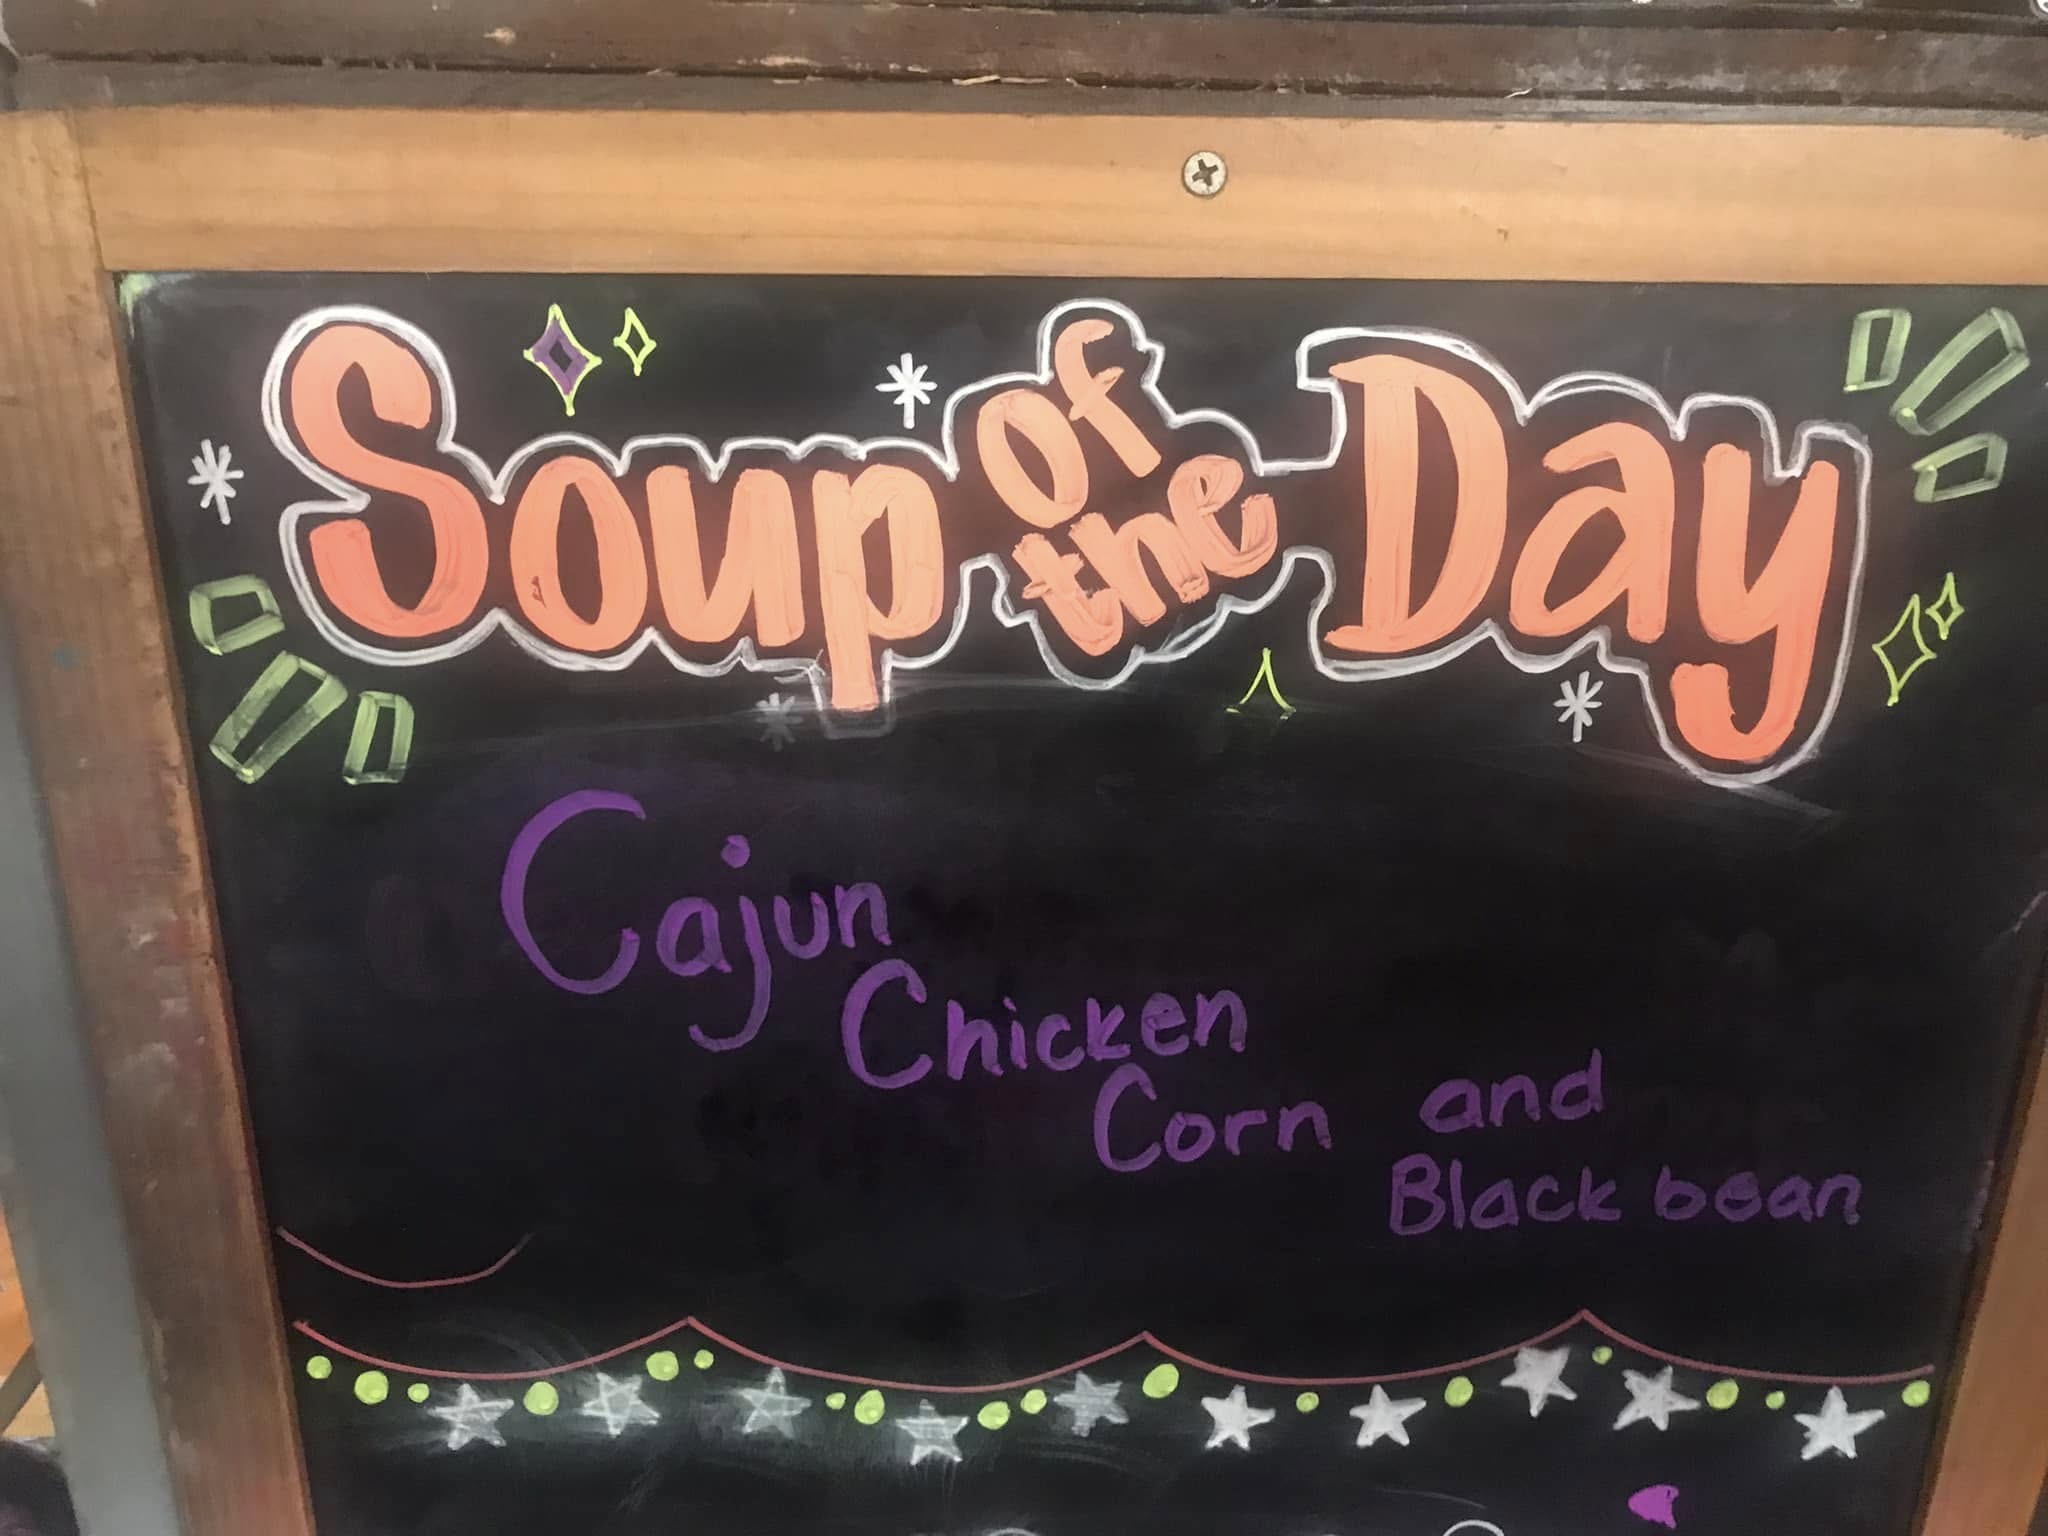 Soup of the Day
Cajun
Chicken
Corn and
Black bean